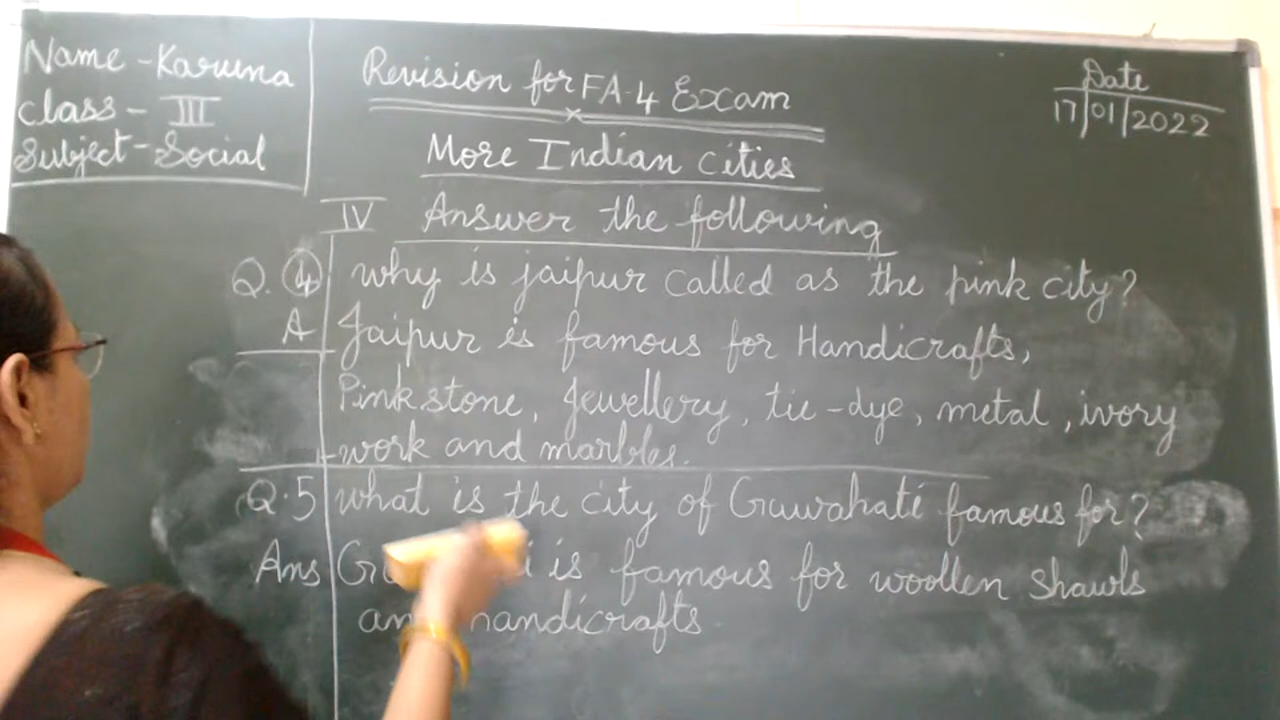 Name - Karuna
Class - III
Subject - Social
Revision for FA-4 Exam
Date
17/01/2022
More Indian cities
IV Answer the following
Q. 4 why is jaipur called as the pink city?
A Jaipur is famous for Handicrafts,
Pinkstone, Jewellery, tie-dye, metal, ivory
work and marbles.
Q.5 what is the city of Gawahati famous for?
Ans is famous for woollen shawls
handicrafts